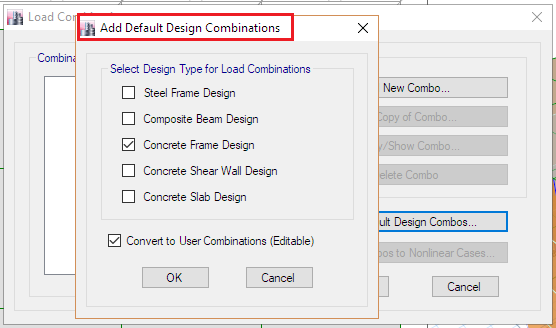 Load Com
Add Default Design Combinations
Combina
Select Design Type for Load Combinations
Steel Frame Design
Composite Beam Design
Concrete Frame Design
Concrete Shear Wall Design
Concrete Slab Design
Convert to User Combinations (Editable)
OK
Cancel
New Combo...
Copy of Combo...
y/Show Combo...
elete Combo
ult Design Combos...
bos to Nonlinear Cases...
Cancel